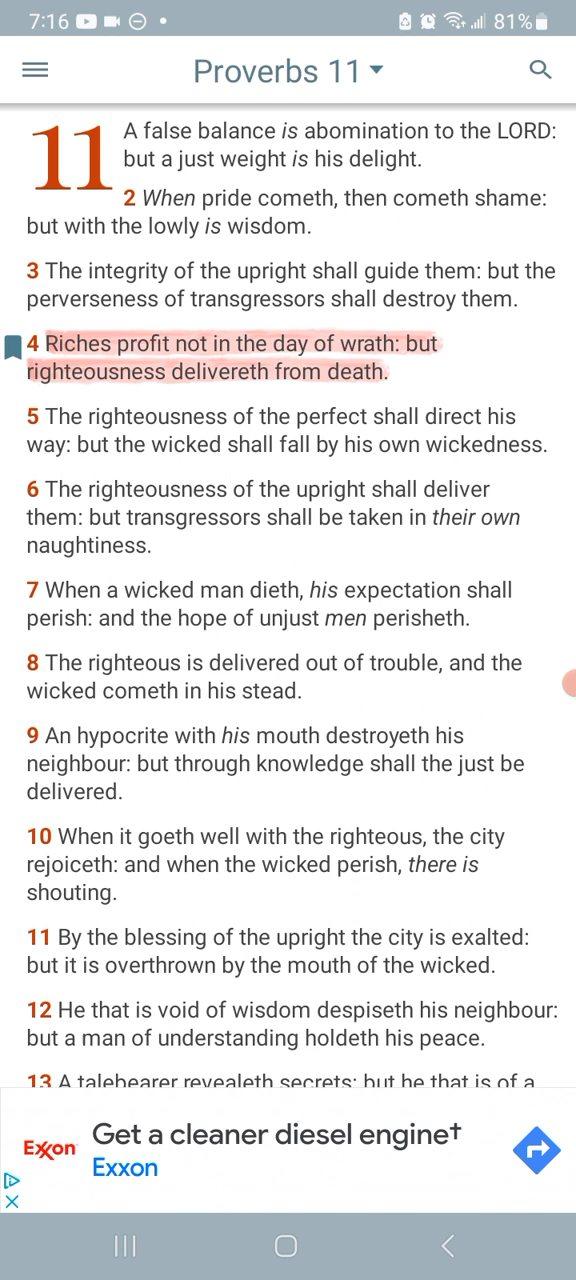 7:16 81%
Proverbs 11
11 A false balance is abomination to the LORD:
but a just weight is his delight.
2 When pride cometh, then cometh shame:
but with the lowly is wisdom.
3 The integrity of the upright shall guide them: but the
perverseness of transgressors shall destroy them.
4 Riches profit not in the day of wrath: but
righteousness delivereth from death.
5 The righteousness of the perfect shall direct his
way: but the wicked shall fall by his own wickedness.
6 The righteousness of the upright shall deliver
them: but transgressors shall be taken in their own
naughtiness.
7 When a wicked man dieth, his expectation shall
perish: and the hope of unjust men perisheth.
8 The righteous is delivered out of trouble, and the
wicked cometh in his stead.
9 An hypocrite with his mouth destroyeth his
neighbour: but through knowledge shall the just be
delivered.
10 When it goeth well with the righteous, the city
rejoiceth: and when the wicked perish, there is
shouting.
11 By the blessing of the upright the city is exalted:
but it is overthrown by the mouth of the wicked.
12 He that is void of wisdom despiseth his neighbour:
but a man of understanding holdeth his peace.
13 A talebearer revealeth secrets: but he that is of a
Exxon
Get a cleaner diesel engine†
Exxon